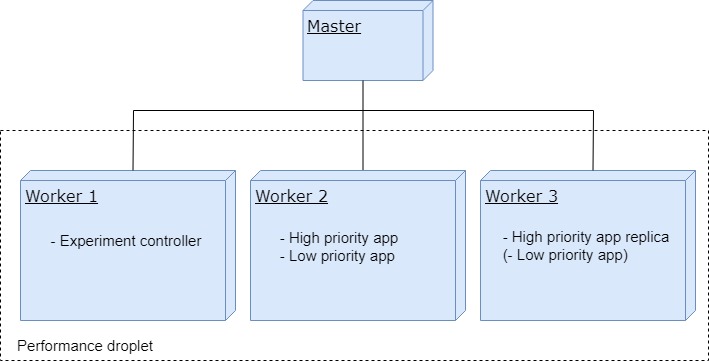 Master
Worker 1
- Experiment controller
Worker 2
- High priority app
- Low priority app
Worker 3
- High priority app replica
(- Low priority app)
Performance droplet